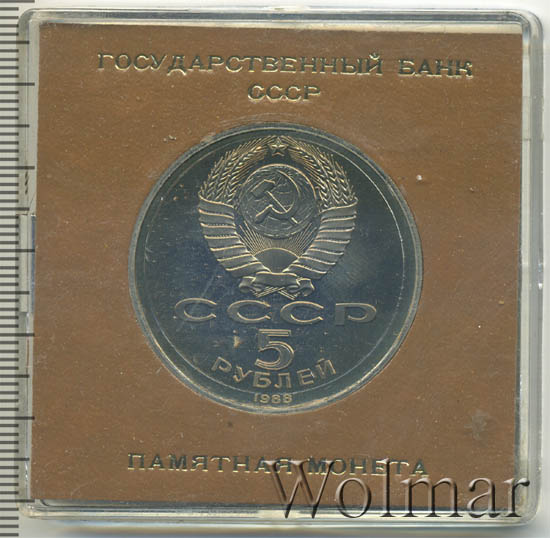 ГОСУДАРСТВЕННЫЙ БАНК
СССР
СССР
5
РУБЛЕЙ
1988
ПАМЯТНАЯ МОНЕТА
Wolmar